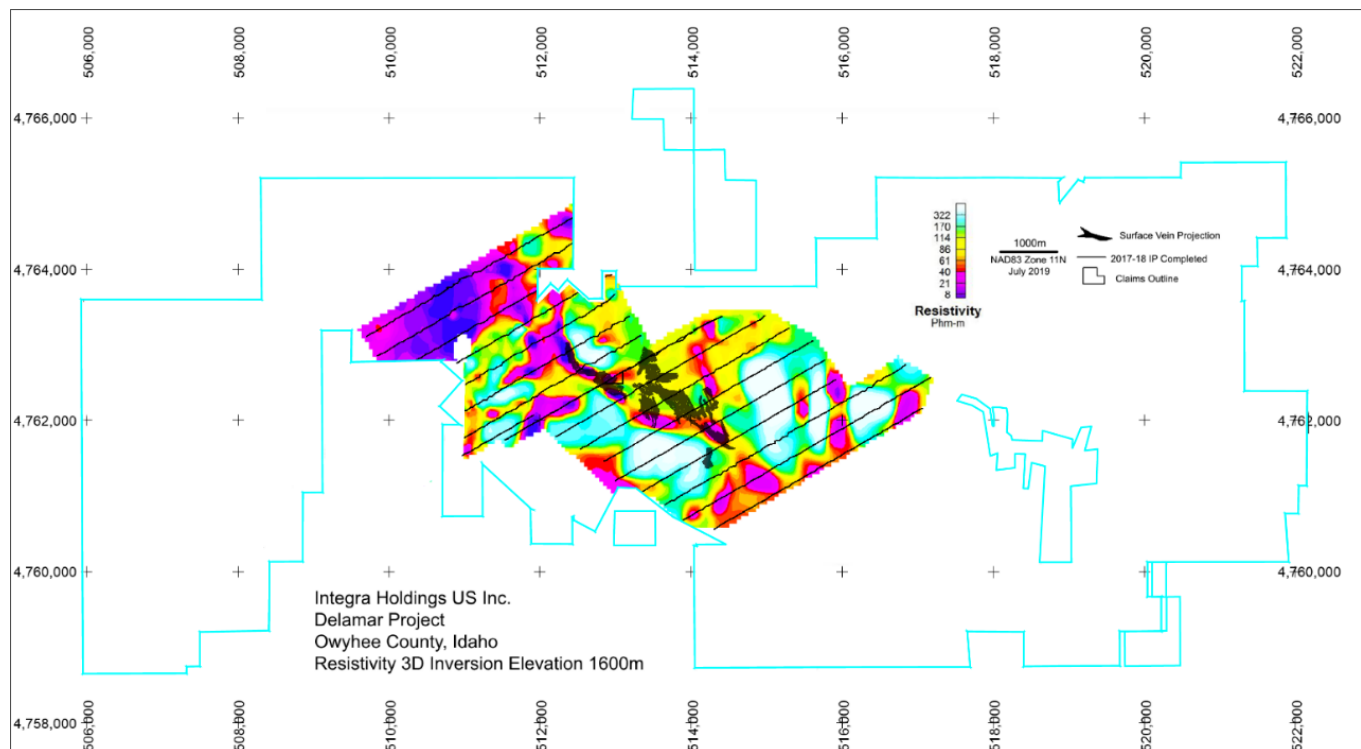 506,000 508,000 510,000 512,000 514,000 516,000 518,000 520,000 522,000
4,766,000 4,766,000
322
170
114
86
61
40
21
8
Resistivity
Phm-m
1000m
NAD83 Zone 11N
July 2019
Surface Vein Projection
2017-18 IP Completed
Claims Outline
4,764,000 4,764,000
4,762,000 4,762,000
4,760,000 4,760,000
Integra Holdings US Inc.
Delamar Project
Owyhee County, Idaho
Resistivity 3D Inversion Elevation 1600m
4,758,000
506,000 508,000 510,000 512,000 514,000 516,000 518,000 520,000 522,000